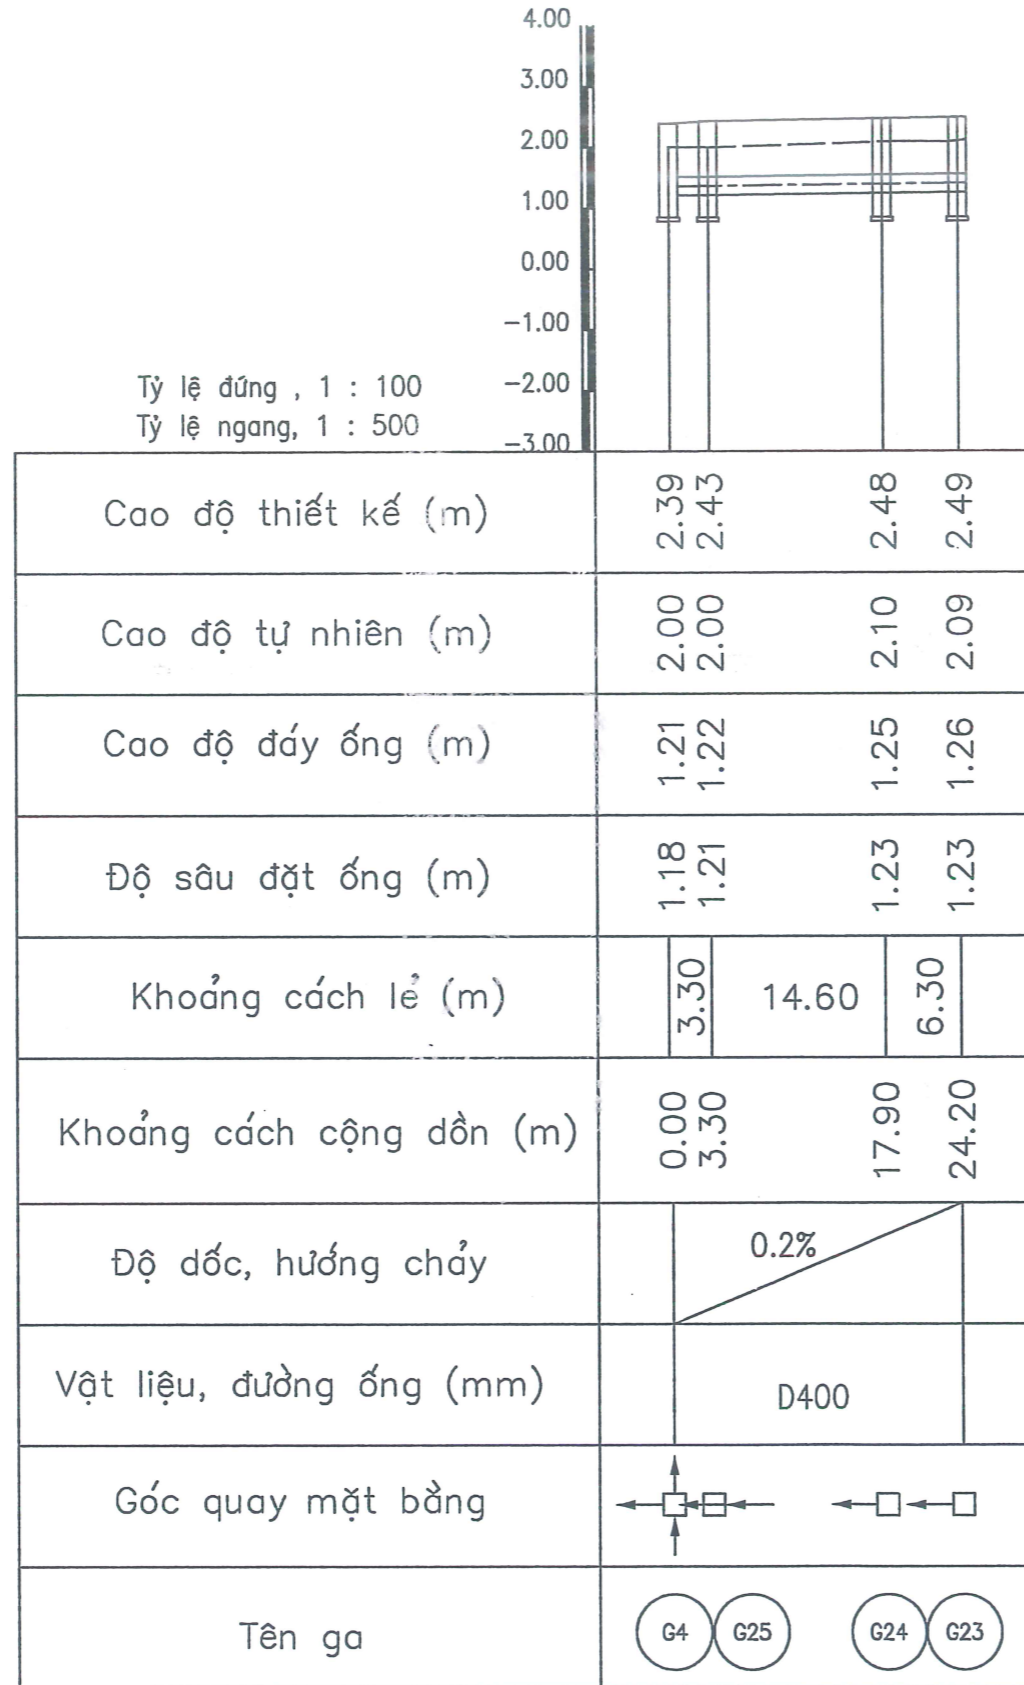 4.00
3.00
2.00
1.00
0.00
-1.00
-2.00
-3.00
Tỷ lệ đứng , 1 : 100
Tỷ lệ ngang, 1 : 500
Cao độ thiết kế (m) 2.39 2.43 2.48 2.49
Cao độ tự nhiên (m) 2.00 2.00 2.10 2.09
Cao độ đáy ống (m) 1.21 1.22 1.25 1.26
Độ sâu đặt ống (m) 1.18 1.21 1.23 1.23
Khoảng cách lẻ (m) 3.30 14.60 6.30
Khoảng cách cộng dồn (m) 0.00 3.30 17.90 24.20
Độ dốc, hướng chảy 0.2%
Vật liệu, đường ống (mm) D400
Góc quay mặt bằng
Tên ga G4 G25 G24 G23